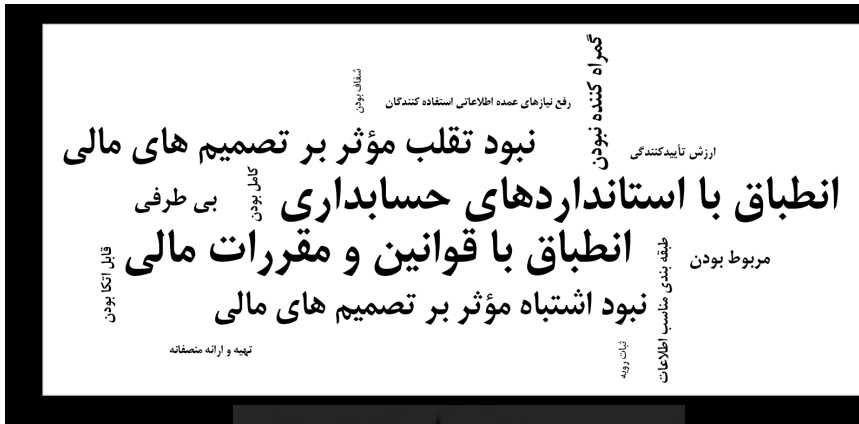 گمراه کننده نبودن
شفاف بودن
رفع نیازهای عمده اطلاعاتی استفاده کنندگان
نبود تقلب مؤثر بر تصمیم های مالی
ارزش تأییدکنندگی
انطباق با استانداردهای حسابداری
کامل بودن
بی طرفی
انطباق با قوانین و مقررات مالی
طبقه بندی مناسب اطلاعات
مربوط بودن
قابل اتکا بودن
نبود اشتباه مؤثر بر تصمیم های مالی
ثبات رویه
تهیه و ارائه منصفانه